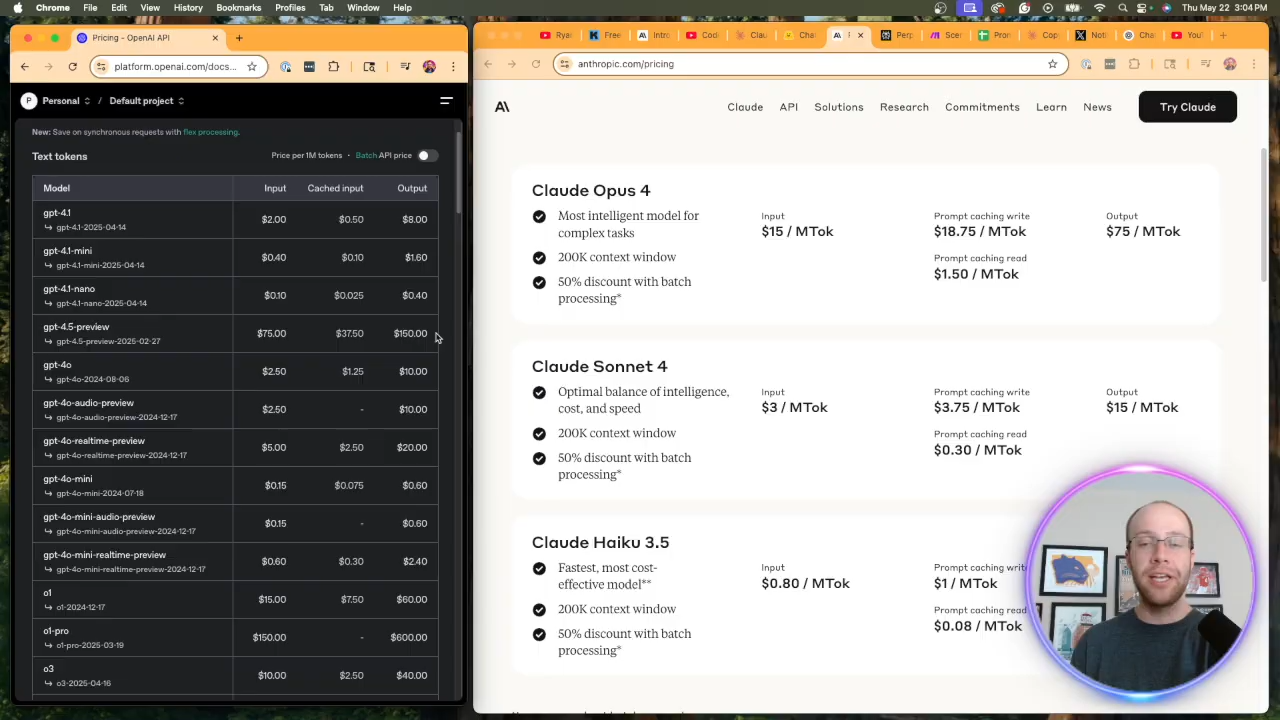 Chrome File Edit View History Bookmarks Profiles Tab Window Help
Thu May 22 3:04 PM
Pricing - OpenAI API
Free
Intro
Clau
Perp
platform.openai.com/docs...
anthropic.com/pricing
P Personal / Default project
New: Save on synchronous requests with flex processing.
Text tokens
Price per 1M tokens · Batch API price
Model Input Cached input Output
gpt-4.1
↳ gpt-4.1-2025-04-14
$2.00 $0.50 $8.00
gpt-4.1-mini
↳ gpt-4.1-mini-2025-04-14
$0.40 $0.10 $1.60
gpt-4.1-nano
↳ gpt-4.1-nano-2025-04-14
$0.10 $0.025 $0.40
gpt-4.5-preview
↳ gpt-4.5-preview-2025-02-27
$75.00 $37.50 $150.00
gpt-4o
↳ gpt-4o-2024-08-06
$2.50 $1.25 $10.00
gpt-4o-audio-preview
↳ gpt-4o-audio-preview-2024-12-17
$2.50 - $10.00
gpt-4o-realtime-preview
↳ gpt-4o-realtime-preview-2024-12-17
$5.00 $2.50 $20.00
gpt-4o-mini
↳ gpt-4o-mini-2024-07-18
$0.15 $0.075 $0.60
gpt-4o-mini-audio-preview
↳ gpt-4o-mini-audio-preview-2024-12-17
$0.15 - $0.60
gpt-4o-mini-realtime-preview
↳ gpt-4o-mini-realtime-preview-2024-12-17
$0.60 $0.30 $2.40
o1
↳ o1-2024-12-17
$15.00 $7.50 $60.00
o1-pro
↳ o1-pro-2025-03-19
$150.00 - $600.00
o3
↳ o3-2025-04-16
$10.00 $2.50 $40.00
Claude API Solutions Research Commitments Learn News Try Claude
Claude Opus 4
Most intelligent model for
complex tasks
200K context window
50% discount with batch
processing*
Input
$15 / MTok
Prompt caching write
$18.75 / MTok
Prompt caching read
$1.50 / MTok
Output
$75 / MTok
Claude Sonnet 4
Optimal balance of intelligence,
cost, and speed
200K context window
50% discount with batch
processing*
Input
$3 / MTok
Prompt caching write
$3.75 / MTok
Prompt caching read
$0.30 / MTok
Output
$15 / MTok
Claude Haiku 3.5
Fastest, most cost-
effective model**
200K context window
50% discount with batch
processing*
Input
$0.80 / MTok
Prompt caching write
$1 / MTok
Prompt caching read
$0.08 / MTok